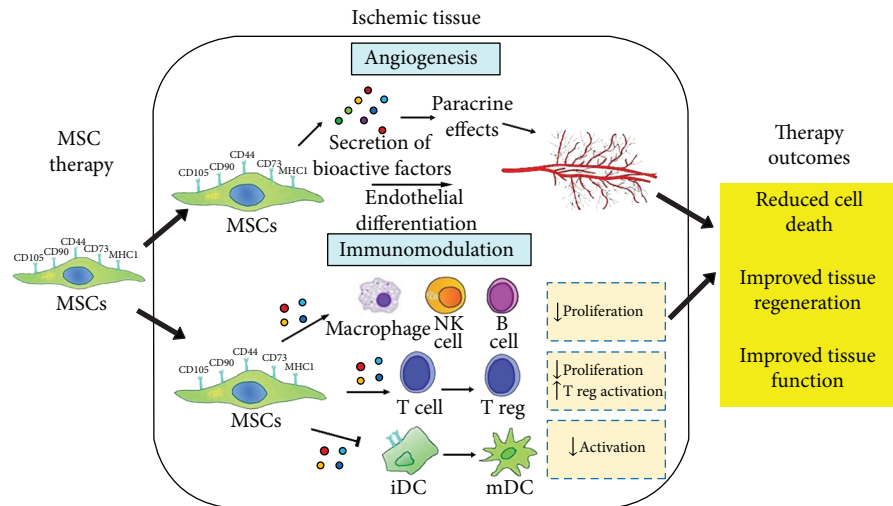 Ischemic tissue
Angiogenesis
MSC
therapy
CD105
CD90
CD44
CD73
MHC1
MSCs
CD105
CD90
CD44
CD73
MHC1
MSCs
Secretion of
bioactive factors
Paracrine
effects
Endothelial
differentiation
Immunomodulation
Macrophage
NK
cell
B
cell
↓Proliferation
CD105
CD90
CD44
CD73
MHC1
MSCs
T cell
T reg
↓Proliferation
↑T reg activation
iDC
mDC
↓Activation
Therapy
outcomes
Reduced cell
death
Improved tissue
regeneration
Improved tissue
function